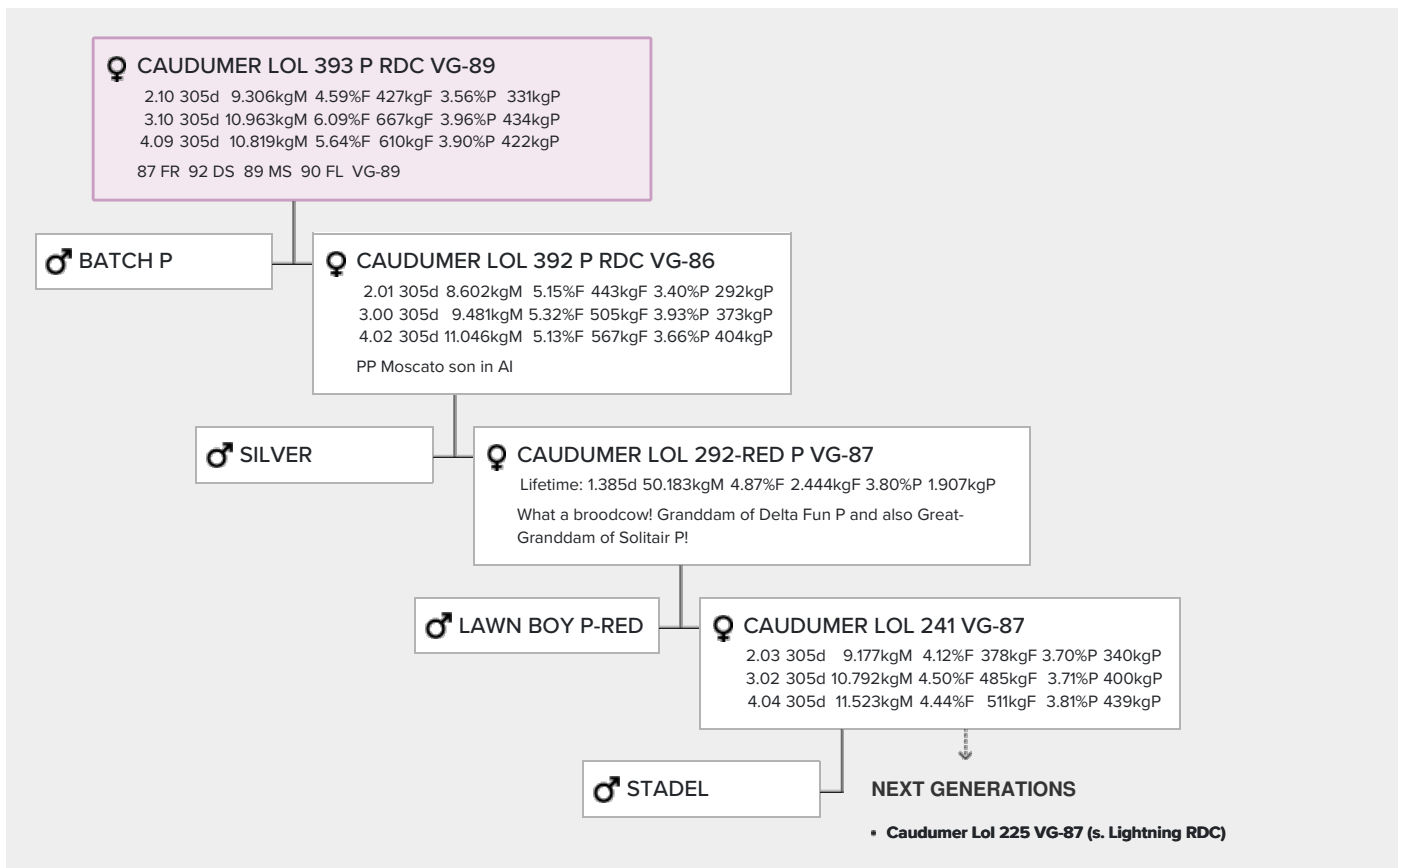 CAUDUMER LOL 393 P RDC VG-89
2.10 305d 9.306kgM 4.59%F 427kgF 3.56%P 331kgP
3.10 305d 10.963kgM 6.09%F 667kgF 3.96%P 434kgP
4.09 305d 10.819kgM 5.64%F 610kgF 3.90%P 422kgP
87 FR 92 DS 89 MS 90 FL VG-89
BATCH P
CAUDUMER LOL 392 P RDC VG-86
2.01 305d 8.602kgM 5.15%F 443kgF 3.40%P 292kgP
3.00 305d 9.481kgM 5.32%F 505kgF 3.93%P 373kgP
4.02 305d 11.046kgM 5.13%F 567kgF 3.66%P 404kgP
PP Moscato son in AI
SILVER
CAUDUMER LOL 292-RED P VG-87
Lifetime: 1.385d 50.183kgM 4.87%F 2.444kgF 3.80%P 1.907kgP
What a broodcow! Granddam of Delta Fun P and also Great-
Granddam of Solitair P!
LAWN BOY P-RED
CAUDUMER LOL 241 VG-87
2.03 305d 9.177kgM 4.12%F 378kgF 3.70%P 340kgP
3.02 305d 10.792kgM 4.50%F 485kgF 3.71%P 400kgP
4.04 305d 11.523kgM 4.44%F 511kgF 3.81%P 439kgP
STADEL
NEXT GENERATIONS
• Caudumer Lol 225 VG-87 (s. Lightning RDC)